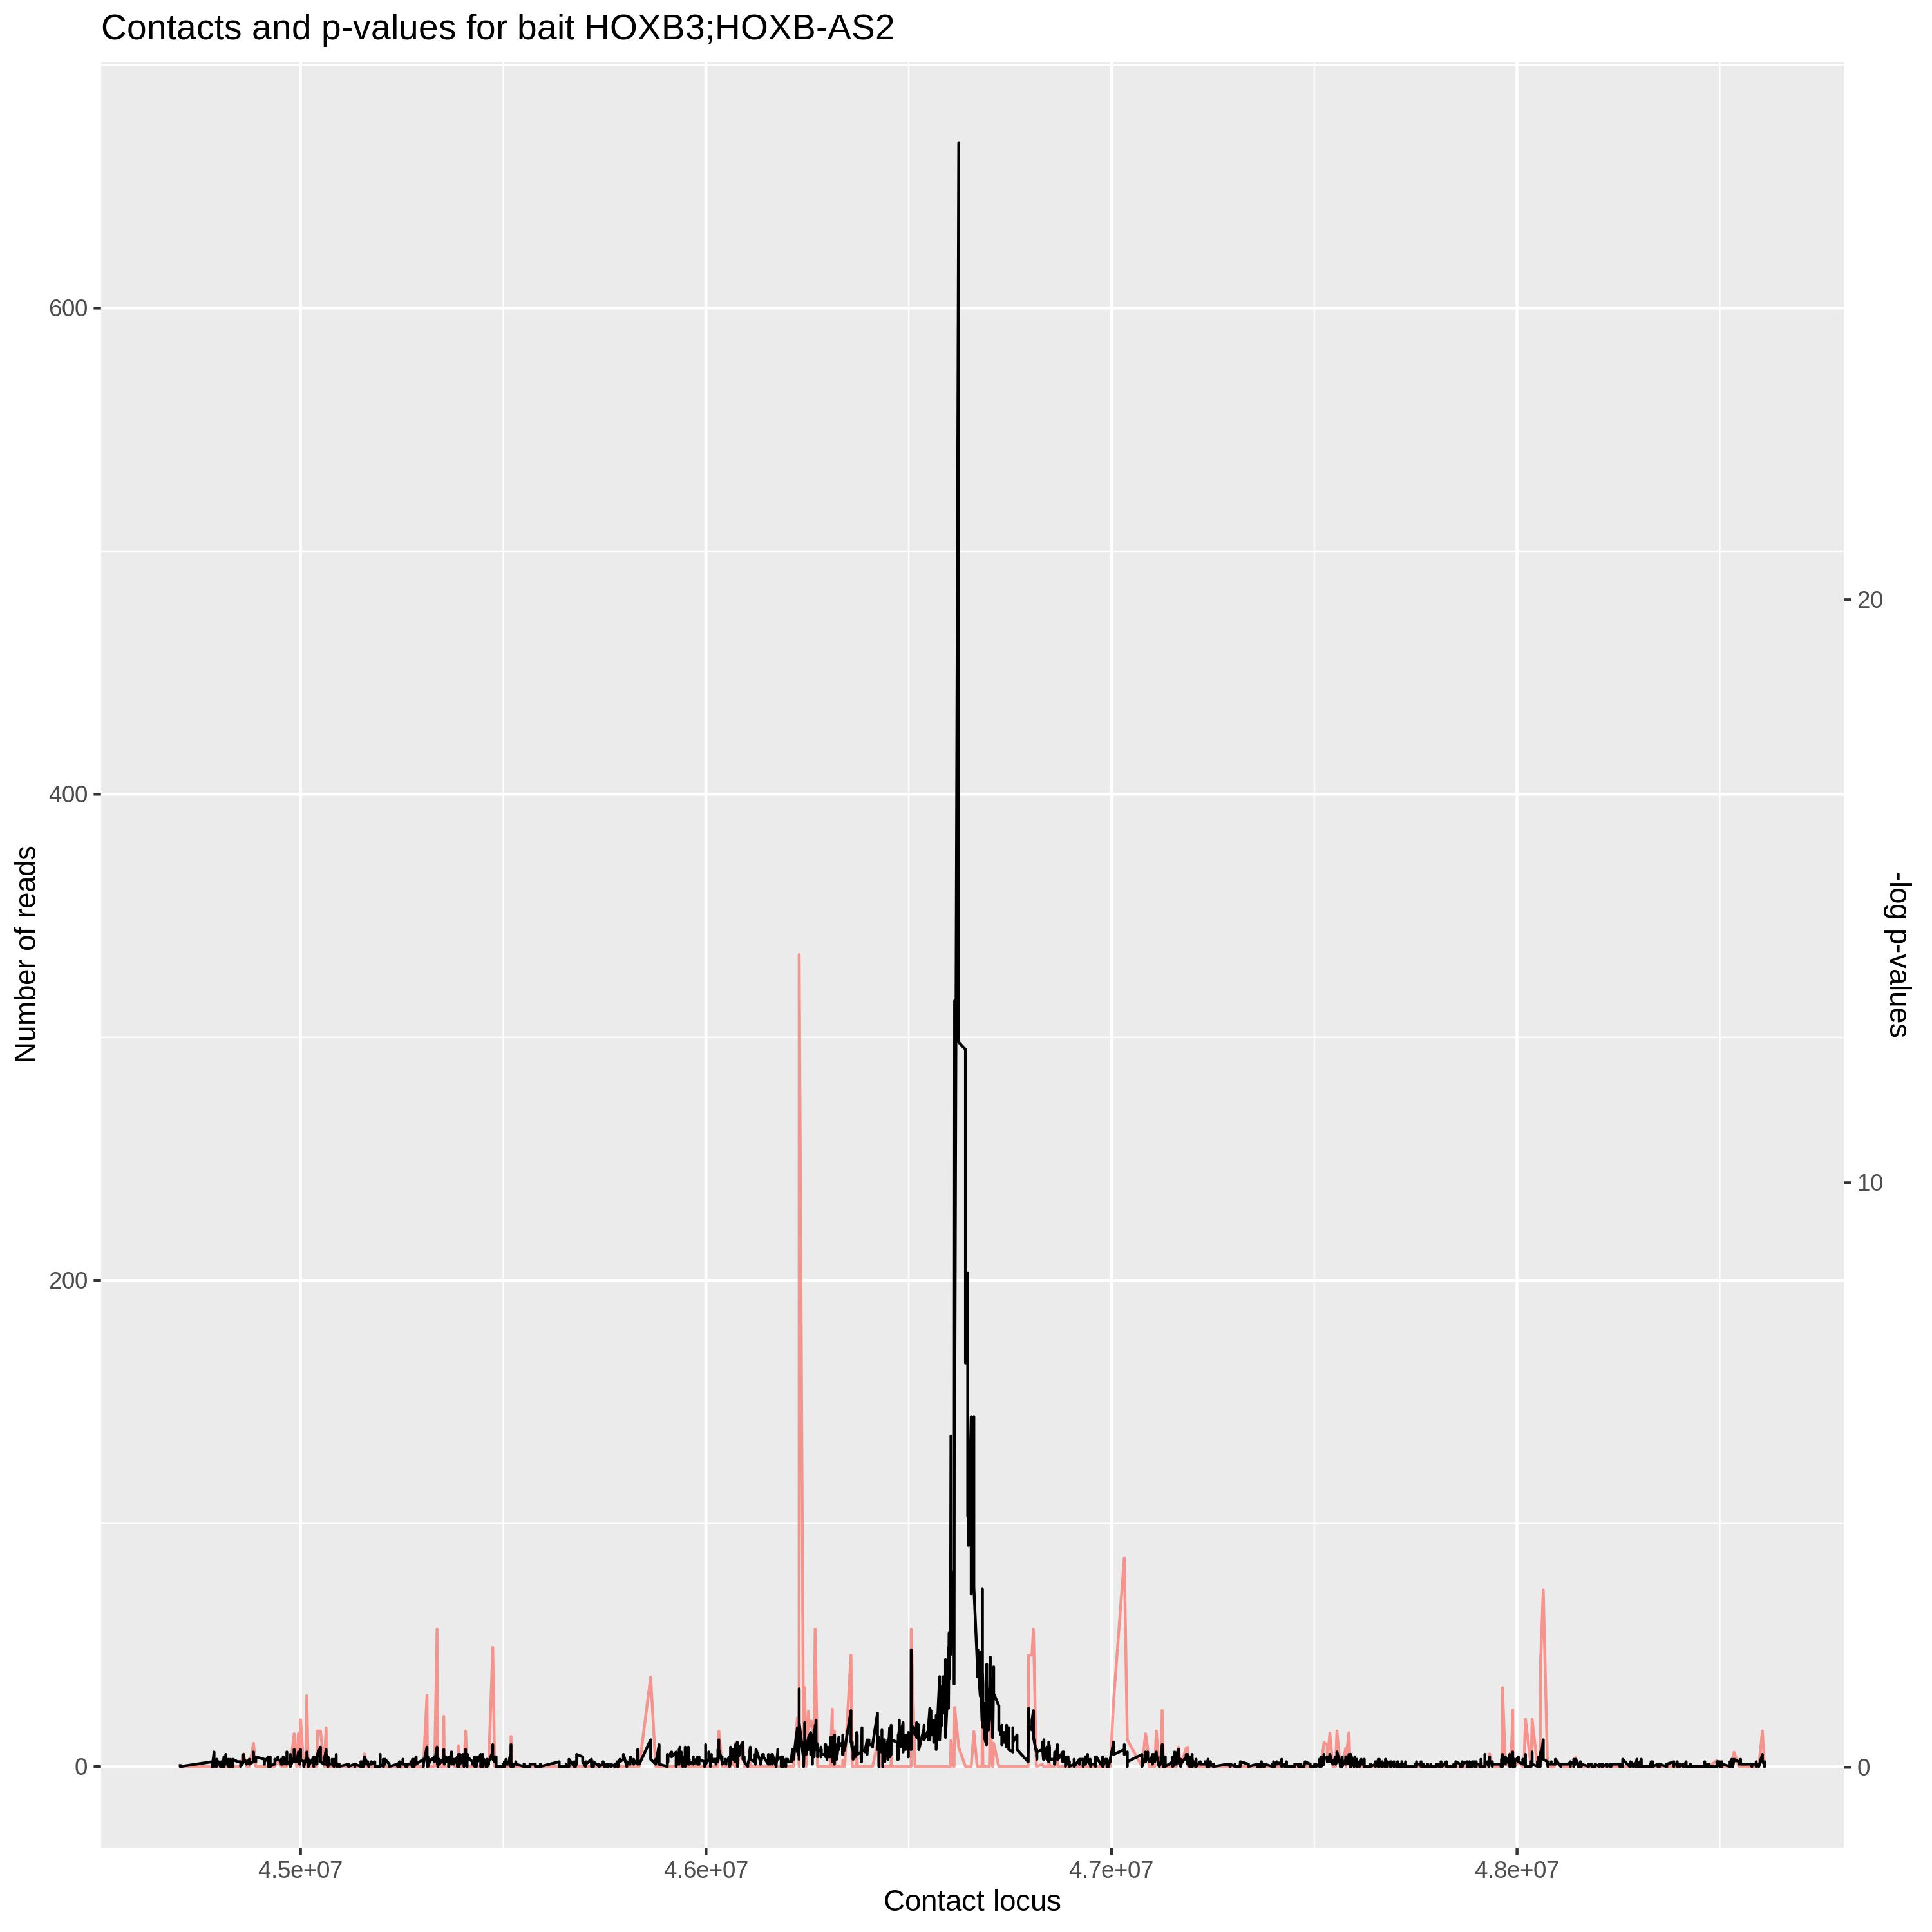 Contacts and p-values for bait HOXB3;HOXB-AS2
600
400
200
0
Number of reads
20
10
0
-log p-values
4.5e+07
4.6e+07
4.7e+07
4.8e+07
Contact locus